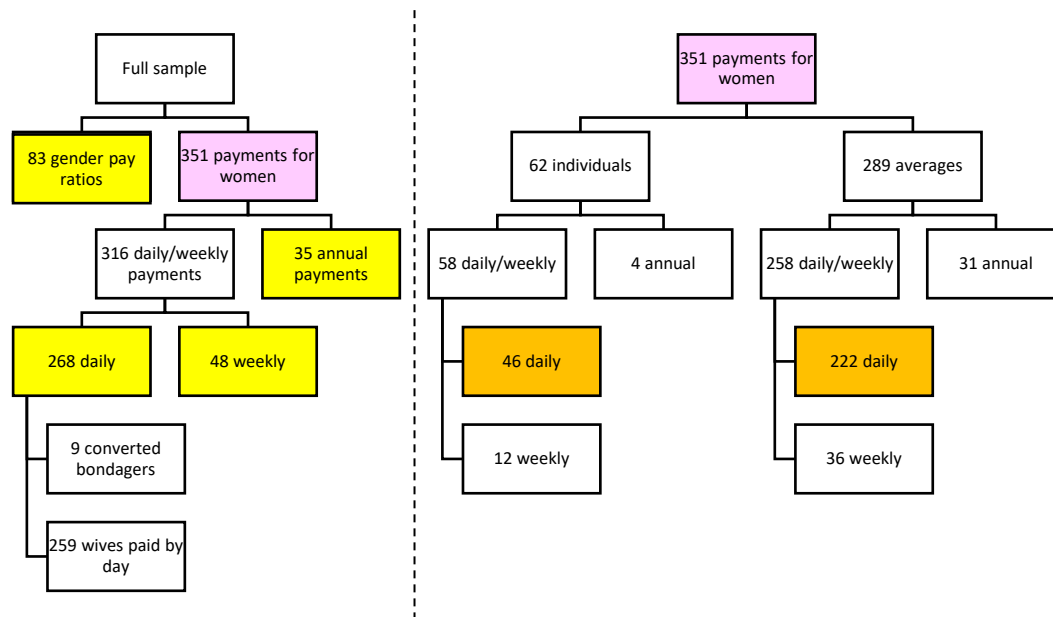 Full sample
83 gender pay
ratios
351 payments for
women
316 daily/weekly
payments
35 annual
payments
268 daily
48 weekly
9 converted
bondagers
259 wives paid by
day
351 payments for
women
62 individuals
289 averages
58 daily/weekly
4 annual
258 daily/weekly
31 annual
46 daily
222 daily
12 weekly
36 weekly